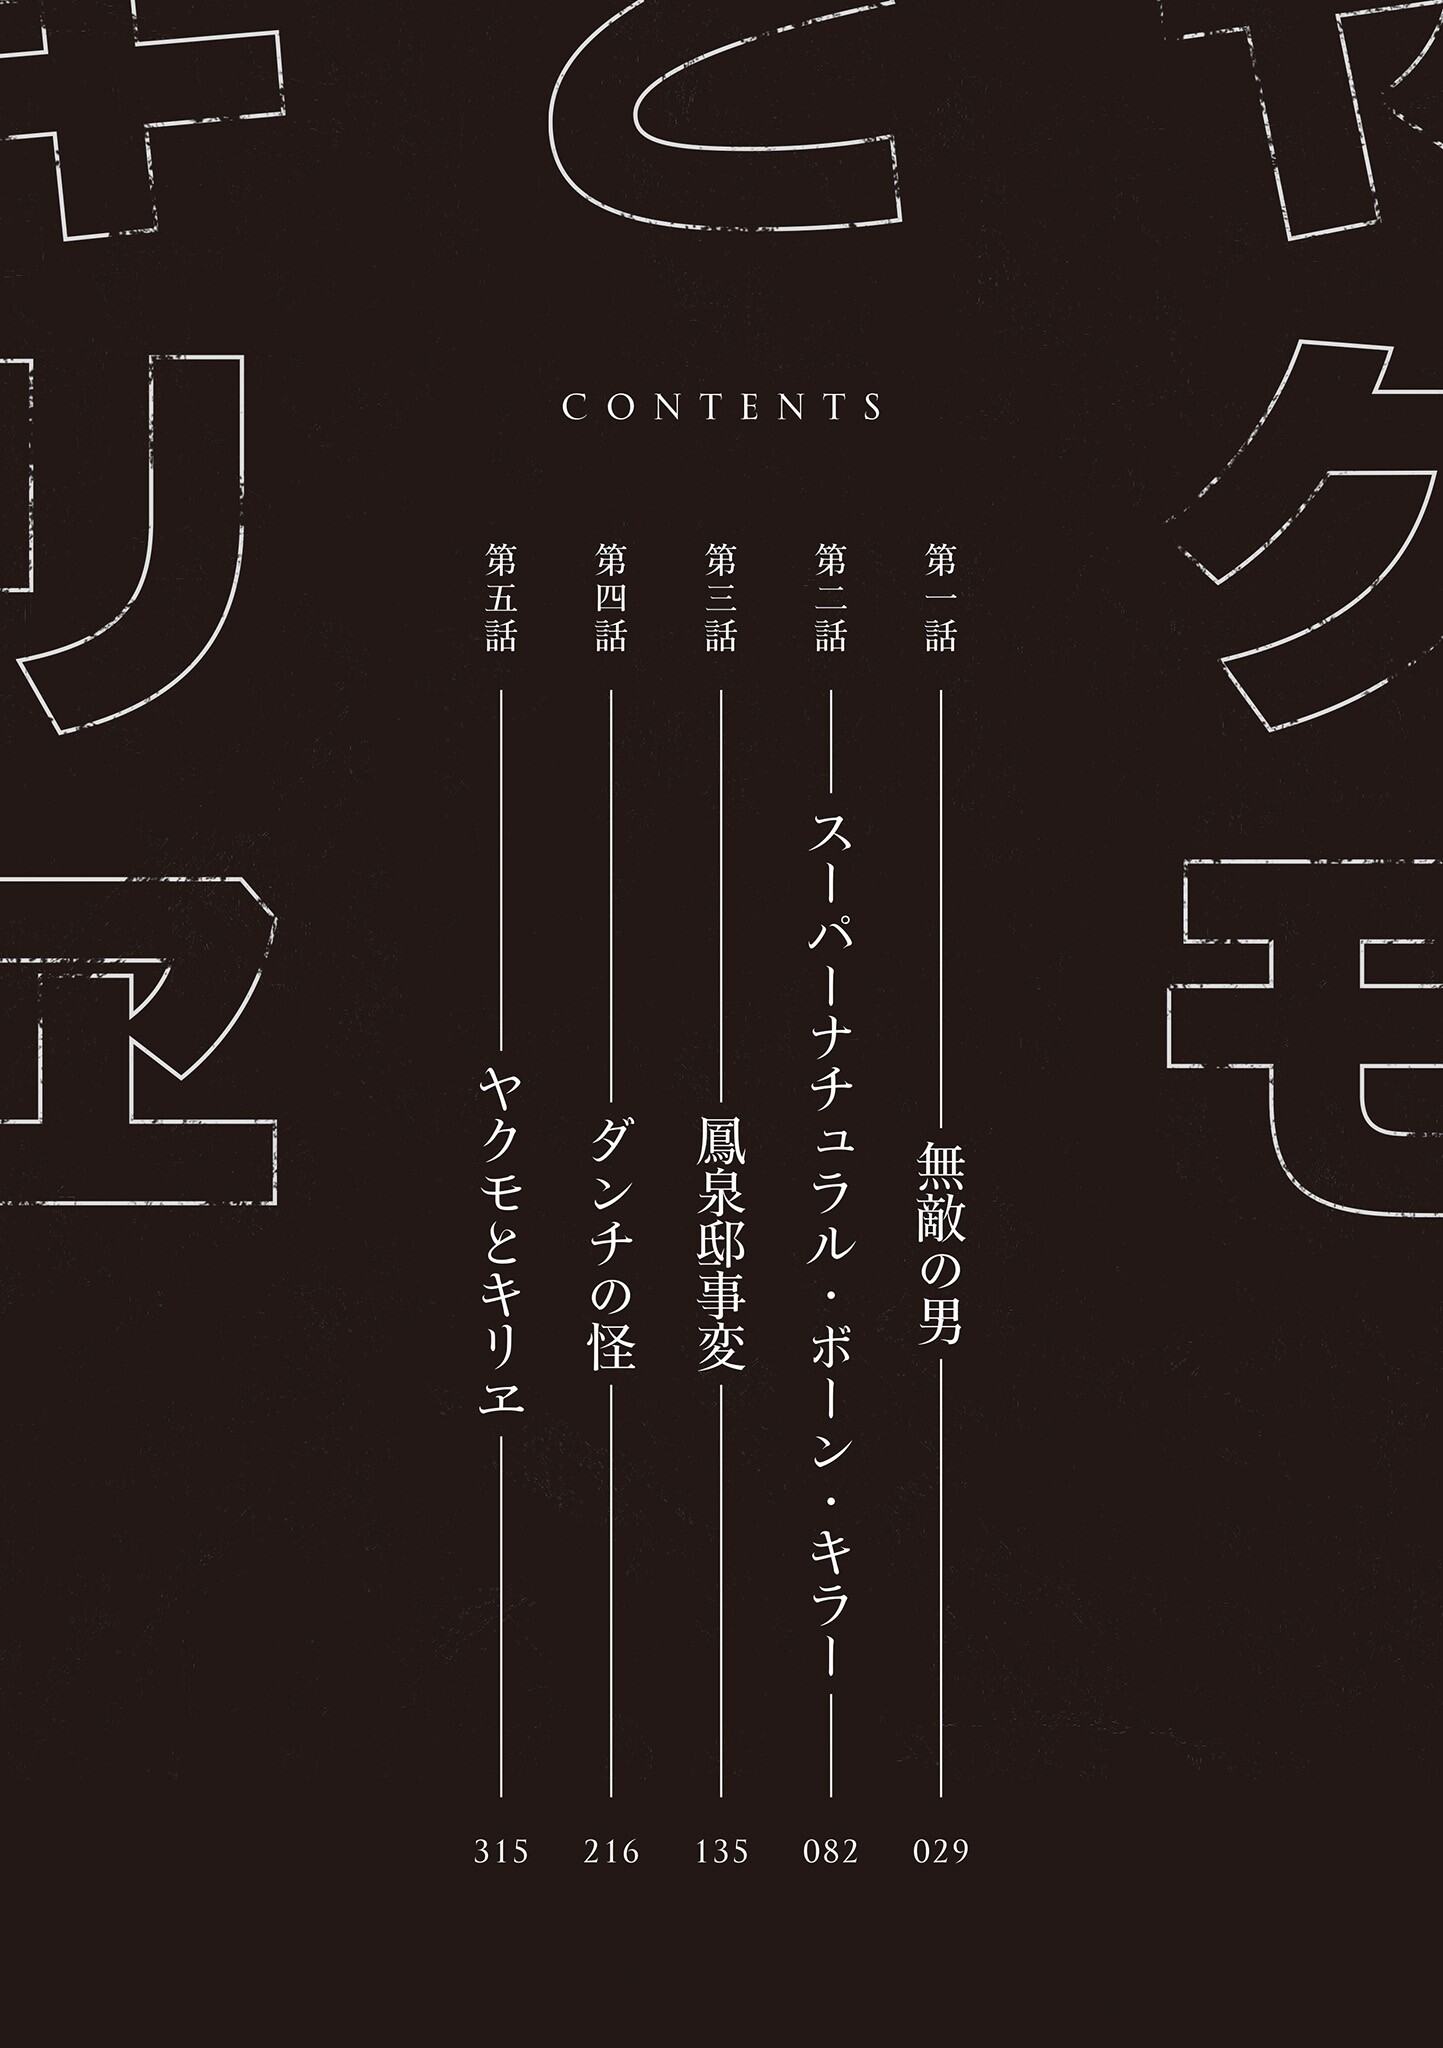 ヤクモ
と
キリヱ
CONTENTS
第一話 無敵の男 029
第二話 スーパーナチュラル・ボーン・キラー 082
第三話 鳳泉邸事変 135
第四話 ダンチの怪 216
第五話 ヤクモとキリヱ 315